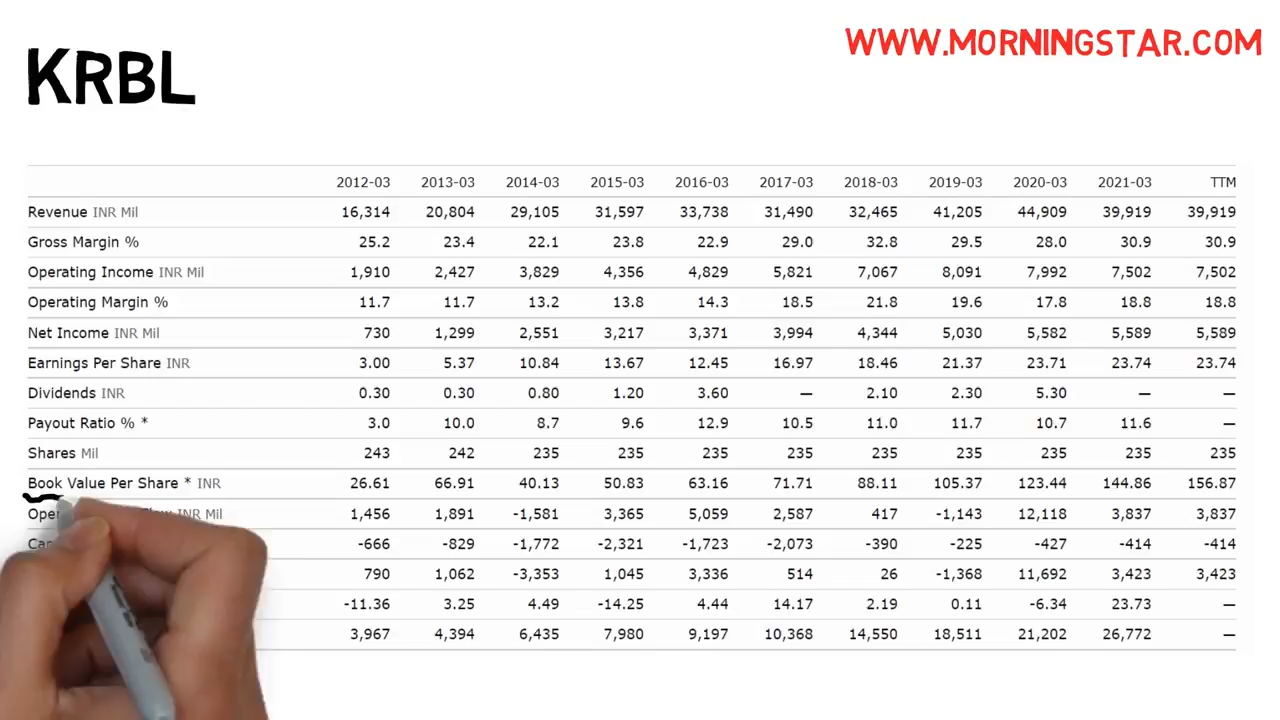 WWW.MORNINGSTAR.COM
KRBL
2012-03 2013-03 2014-03 2015-03 2016-03 2017-03 2018-03 2019-03 2020-03 2021-03 TTM
Revenue INR Mil 16,314 20,804 29,105 31,597 33,738 31,490 32,465 41,205 44,909 39,919 39,919
Gross Margin % 25.2 23.4 22.1 23.8 22.9 29.0 32.8 29.5 28.0 30.9 30.9
Operating Income INR Mil 1,910 2,427 3,829 4,356 4,829 5,821 7,067 8,091 7,992 7,502 7,502
Operating Margin % 11.7 11.7 13.2 13.8 14.3 18.5 21.8 19.6 17.8 18.8 18.8
Net Income INR Mil 730 1,299 2,551 3,217 3,371 3,994 4,344 5,030 5,582 5,589 5,589
Earnings Per Share INR 3.00 5.37 10.84 13.67 12.45 16.97 18.46 21.37 23.71 23.74 23.74
Dividends INR 0.30 0.30 0.80 1.20 3.60 — 2.10 2.30 5.30 — —
Payout Ratio % * 3.0 10.0 8.7 9.6 12.9 10.5 11.0 11.7 10.7 11.6 —
Shares Mil 243 242 235 235 235 235 235 235 235 235 235
Book Value Per Share * INR 26.61 66.91 40.13 50.83 63.16 71.71 88.11 105.37 123.44 144.86 156.87
INR Mil 1,456 1,891 -1,581 3,365 5,059 2,587 417 -1,143 12,118 3,837 3,837
-666 -829 -1,772 -2,321 -1,723 -2,073 -390 -225 -427 -414 -414
790 1,062 -3,353 1,045 3,336 514 26 -1,368 11,692 3,423 3,423
-11.36 3.25 4.49 -14.25 4.44 14.17 2.19 0.11 -6.34 23.73 —
3,967 4,394 6,435 7,980 9,197 10,368 14,550 18,511 21,202 26,772 —